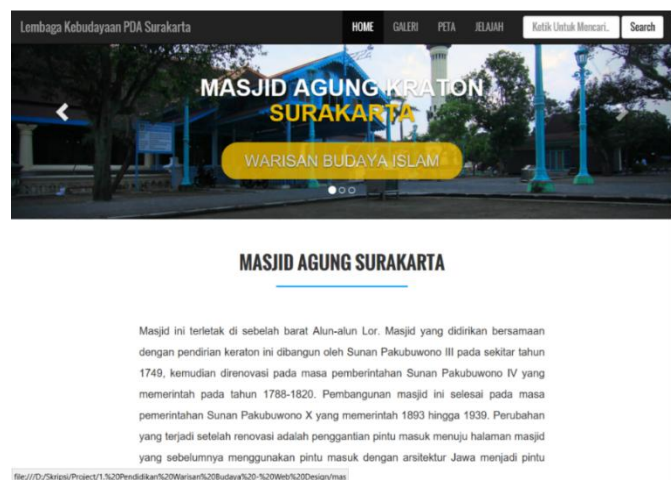 Lembaga Kebudayaan PDA Surakarta HOME GALERI PETA JELAJAH Ketik Untuk Mencari.. Search
MASJID AGUNG KRATON
SURAKARTA
WARISAN BUDAYA ISLAM
MASJID AGUNG SURAKARTA
Masjid ini terletak di sebelah barat Alun-alun Lor. Masjid yang didirikan bersamaan
dengan pendirian keraton ini dibangun oleh Sunan Pakubuwono III pada sekitar tahun
1749, kemudian direnovasi pada masa pemberintahan Sunan Pakubuwono IV yang
memerintah pada tahun 1788-1820. Pembangunan masjid ini selesai pada masa
pemerintahan Sunan Pakubuwono X yang memerintah 1893 hingga 1939. Perubahan
yang terjadi setelah renovasi adalah penggantian pintu masuk menuju halaman masjid
yang sebelumnya menggunakan pintu masuk dengan arsitektur Jawa menjadi pintu
file:///D:/Skripsi/Project/1.%20Pendidikan%20Warisan%20Budaya%20-%20Web%20Design/mas